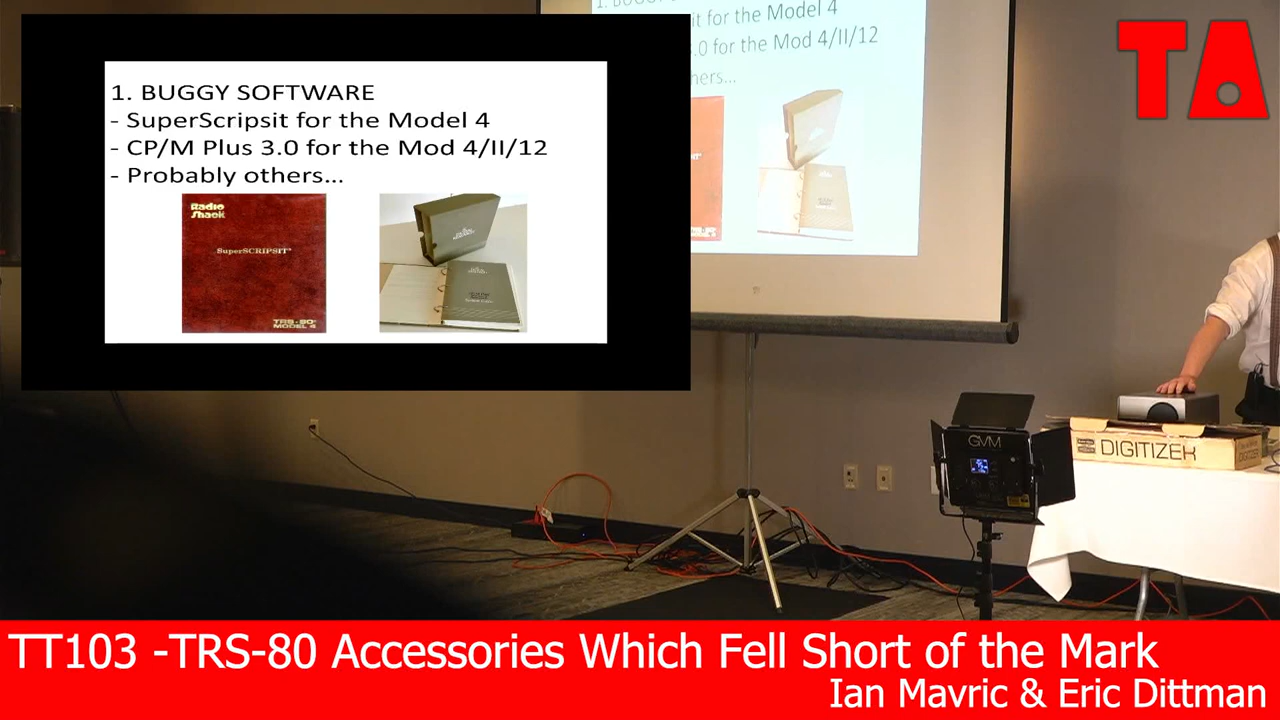 1. BUGGY SOFTWARE
- SuperScripsit for the Model 4
- CP/M Plus 3.0 for the Mod 4/II/12
- Probably others...
Radio
Shack
SuperSCRIPSIT
TRS-80
MODEL 4
it for the Model 4
3.0 for the Mod 4/II/12
hers...
TA
GVM
DIGITIZER
TT103 -TRS-80 Accessories Which Fell Short of the Mark
Ian Mavric & Eric Dittman